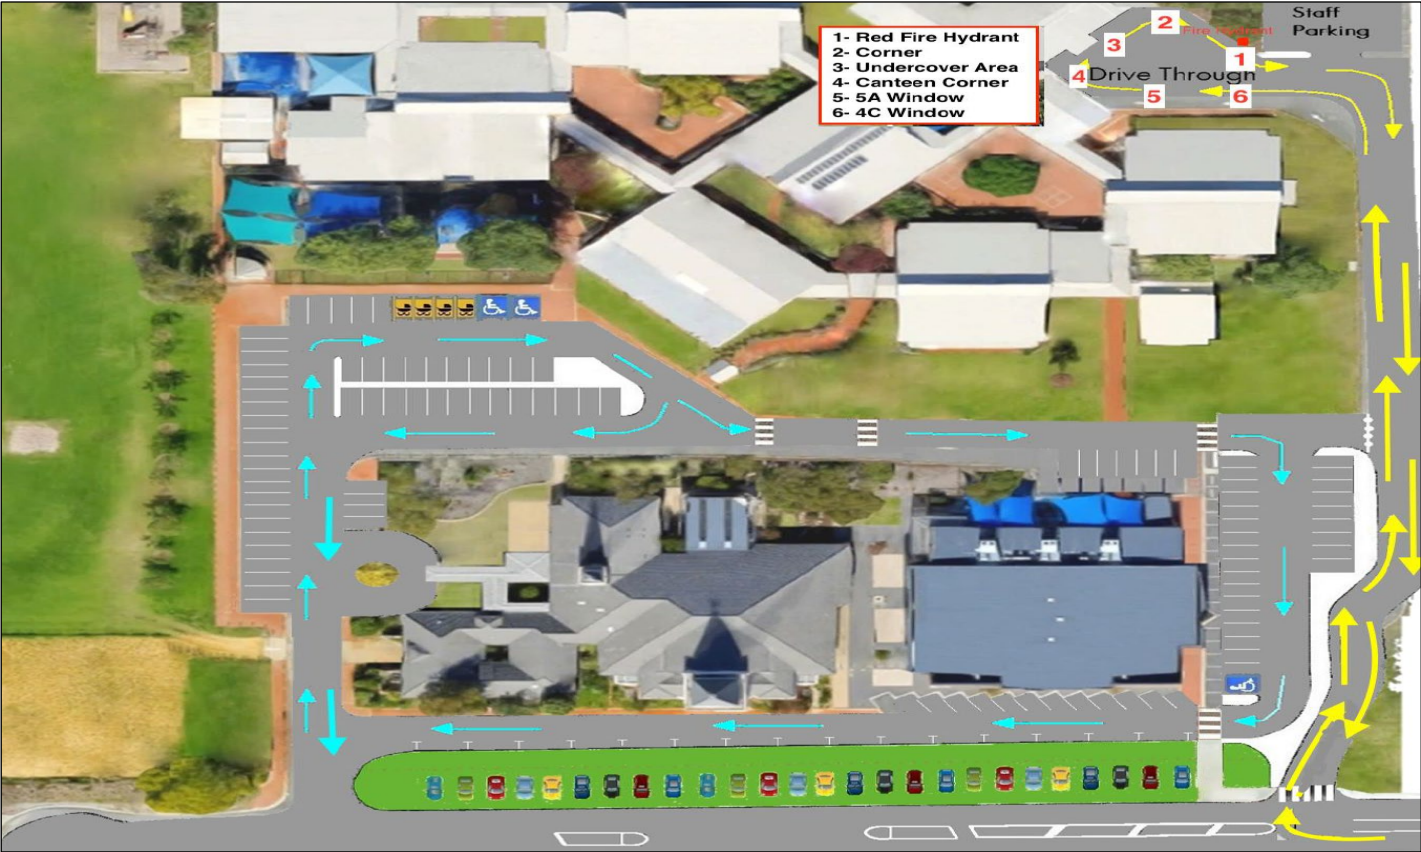 1- Red Fire Hydrant
2- Corner
3- Undercover Area
4- Canteen Corner
5- 5A Window
6- 4C Window
Staff
Parking
2
Fire Hydrant
3
1
4
Drive Through
5
6